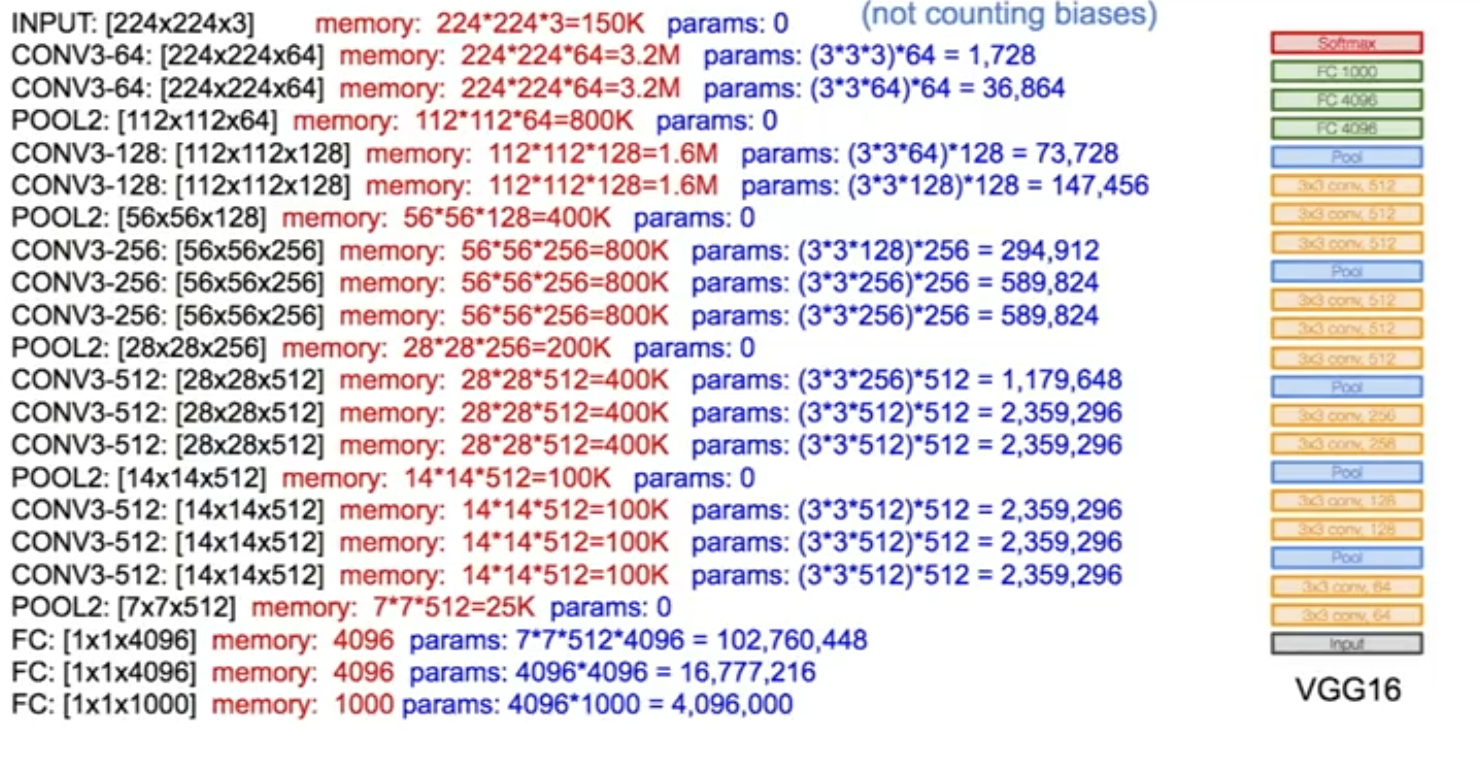 (not counting biases)
INPUT: [224x224x3] memory: 224*224*3=150K params: 0
CONV3-64: [224x224x64] memory: 224*224*64=3.2M params: (3*3*3)*64 = 1,728
CONV3-64: [224x224x64] memory: 224*224*64=3.2M params: (3*3*64)*64 = 36,864
POOL2: [112x112x64] memory: 112*112*64=800K params: 0
CONV3-128: [112x112x128] memory: 112*112*128=1.6M params: (3*3*64)*128 = 73,728
CONV3-128: [112x112x128] memory: 112*112*128=1.6M params: (3*3*128)*128 = 147,456
POOL2: [56x56x128] memory: 56*56*128=400K params: 0
CONV3-256: [56x56x256] memory: 56*56*256=800K params: (3*3*128)*256 = 294,912
CONV3-256: [56x56x256] memory: 56*56*256=800K params: (3*3*256)*256 = 589,824
CONV3-256: [56x56x256] memory: 56*56*256=800K params: (3*3*256)*256 = 589,824
POOL2: [28x28x256] memory: 28*28*256=200K params: 0
CONV3-512: [28x28x512] memory: 28*28*512=400K params: (3*3*256)*512 = 1,179,648
CONV3-512: [28x28x512] memory: 28*28*512=400K params: (3*3*512)*512 = 2,359,296
CONV3-512: [28x28x512] memory: 28*28*512=400K params: (3*3*512)*512 = 2,359,296
POOL2: [14x14x512] memory: 14*14*512=100K params: 0
CONV3-512: [14x14x512] memory: 14*14*512=100K params: (3*3*512)*512 = 2,359,296
CONV3-512: [14x14x512] memory: 14*14*512=100K params: (3*3*512)*512 = 2,359,296
CONV3-512: [14x14x512] memory: 14*14*512=100K params: (3*3*512)*512 = 2,359,296
POOL2: [7x7x512] memory: 7*7*512=25K params: 0
FC: [1x1x4096] memory: 4096 params: 7*7*512*4096 = 102,760,448
FC: [1x1x4096] memory: 4096 params: 4096*4096 = 16,777,216
FC: [1x1x1000] memory: 1000 params: 4096*1000 = 4,096,000
Softmax
FC 1000
FC 4096
FC 4096
Pool
3x3 conv, 512
3x3 conv, 512
3x3 conv, 512
Pool
3x3 conv, 512
3x3 conv, 512
3x3 conv, 512
Pool
3x3 conv, 256
3x3 conv, 256
Pool
3x3 conv, 128
3x3 conv, 128
Pool
3x3 conv, 64
3x3 conv, 64
Input
VGG16